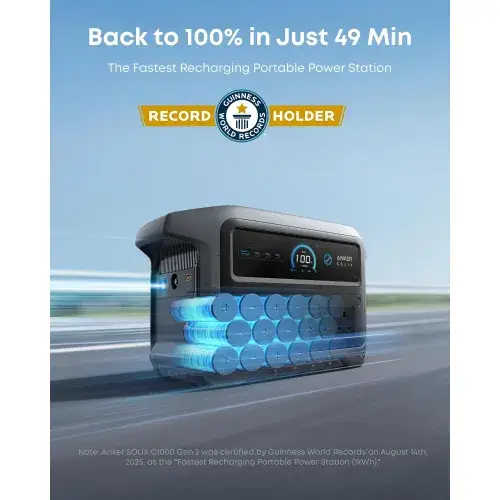 Back to 100% in Just 49 Min
The Fastest Recharging Portable Power Station
RECORD GUINNESS WORLD RECORDS HOLDER
100
ANKER
SOLIX
Note: Anker SOLIX C1000 Gen 2 was certified by Guinness World Records on August 14th,
2025, as the "Fastest Recharging Portable Power Station (1kWh)."